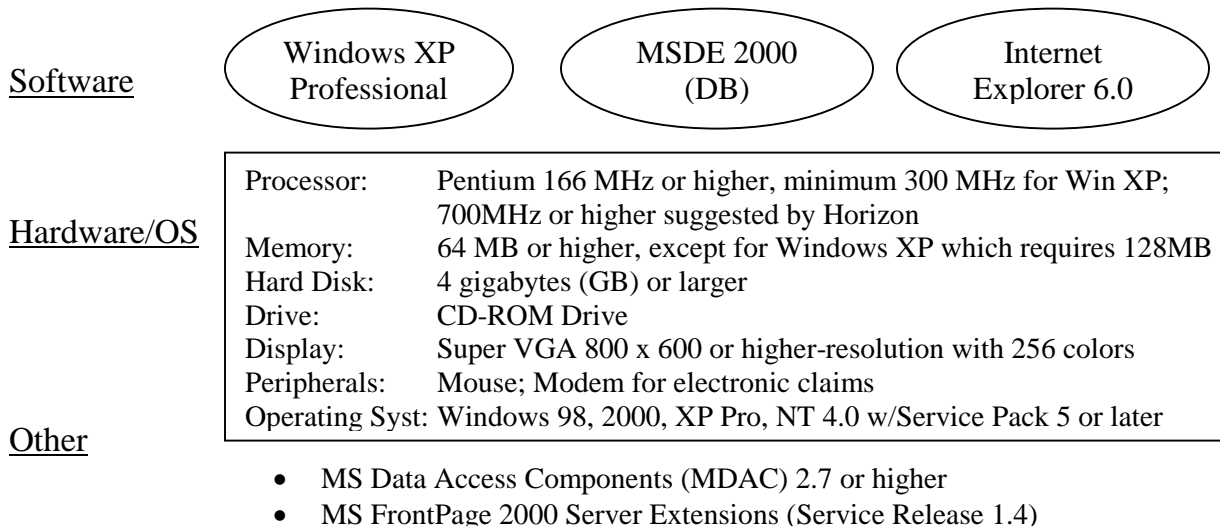 Software
Windows XP
Professional
MSDE 2000
(DB)
Internet
Explorer 6.0
Hardware/OS
Processor: Pentium 166 MHz or higher, minimum 300 MHz for Win XP;
700MHz or higher suggested by Horizon
Memory: 64 MB or higher, except for Windows XP which requires 128MB
Hard Disk: 4 gigabytes (GB) or larger
Drive: CD-ROM Drive
Display: Super VGA 800 x 600 or higher-resolution with 256 colors
Peripherals: Mouse; Modem for electronic claims
Operating Syst: Windows 98, 2000, XP Pro, NT 4.0 w/Service Pack 5 or later
Other
• MS Data Access Components (MDAC) 2.7 or higher
• MS FrontPage 2000 Server Extensions (Service Release 1.4)